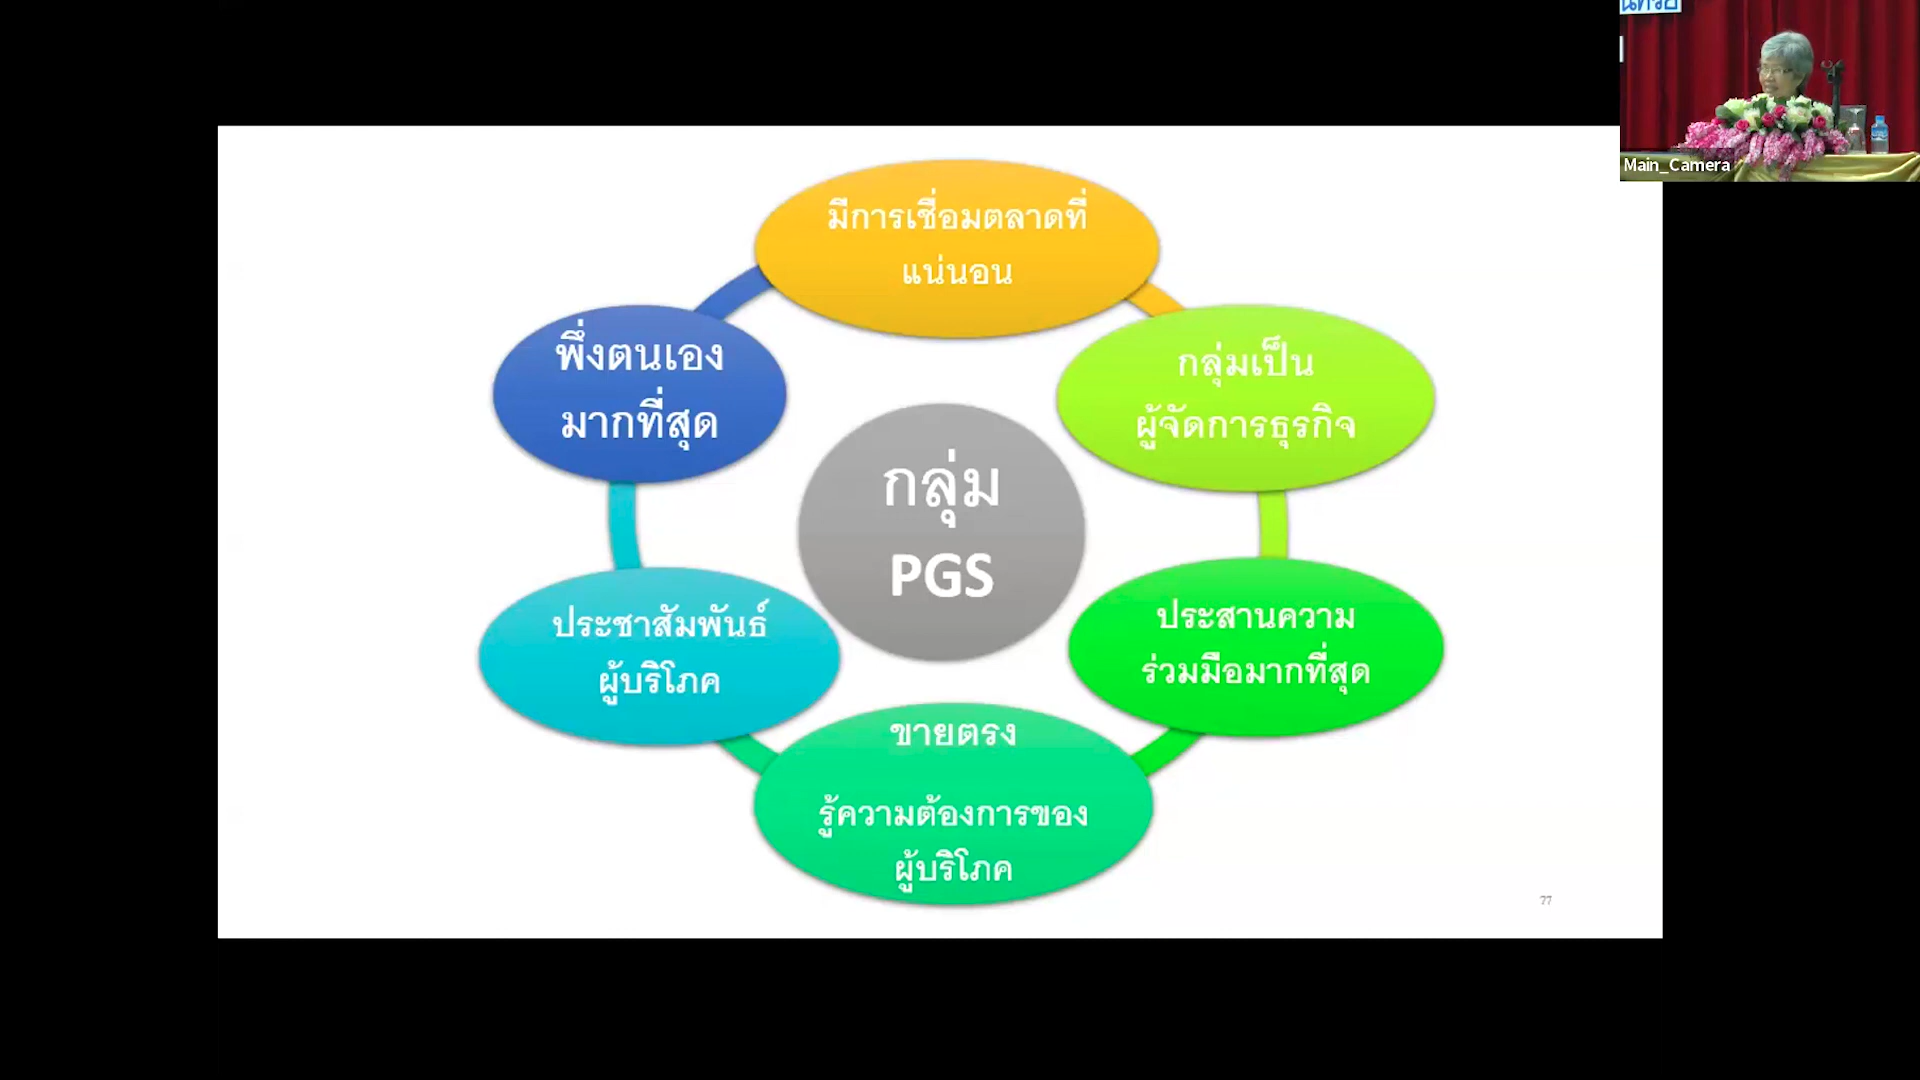 มีการเชื่อมตลาดที่
แน่นอน
กลุ่มเป็น
ผู้จัดการธุรกิจ
ประสานความ
ร่วมมือมากที่สุด
ขายตรง
รู้ความต้องการของ
ผู้บริโภค
ประชาสัมพันธ์
ผู้บริโภค
พึ่งตนเอง
มากที่สุด
กลุ่ม
PGS
77
Main_Camera